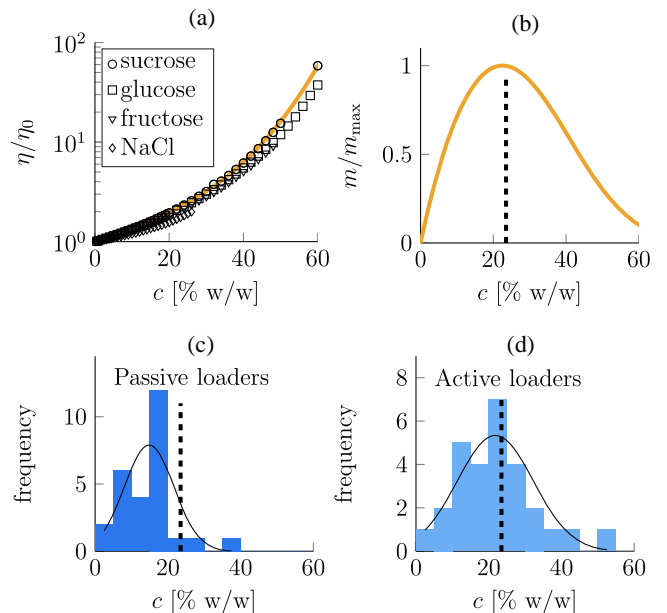 (a)
η/η0
10^2
10^1
10^0
sucrose
glucose
fructose
NaCl
0 20 40 60
c [% w/w]
(b)
m/mmax
1
0.5
0
0 20 40 60
c [% w/w]
(c)
Passive loaders
frequency
10
5
0
0 20 40 60
c [% w/w]
(d)
Active loaders
frequency
8
6
4
2
0
0 20 40 60
c [% w/w]